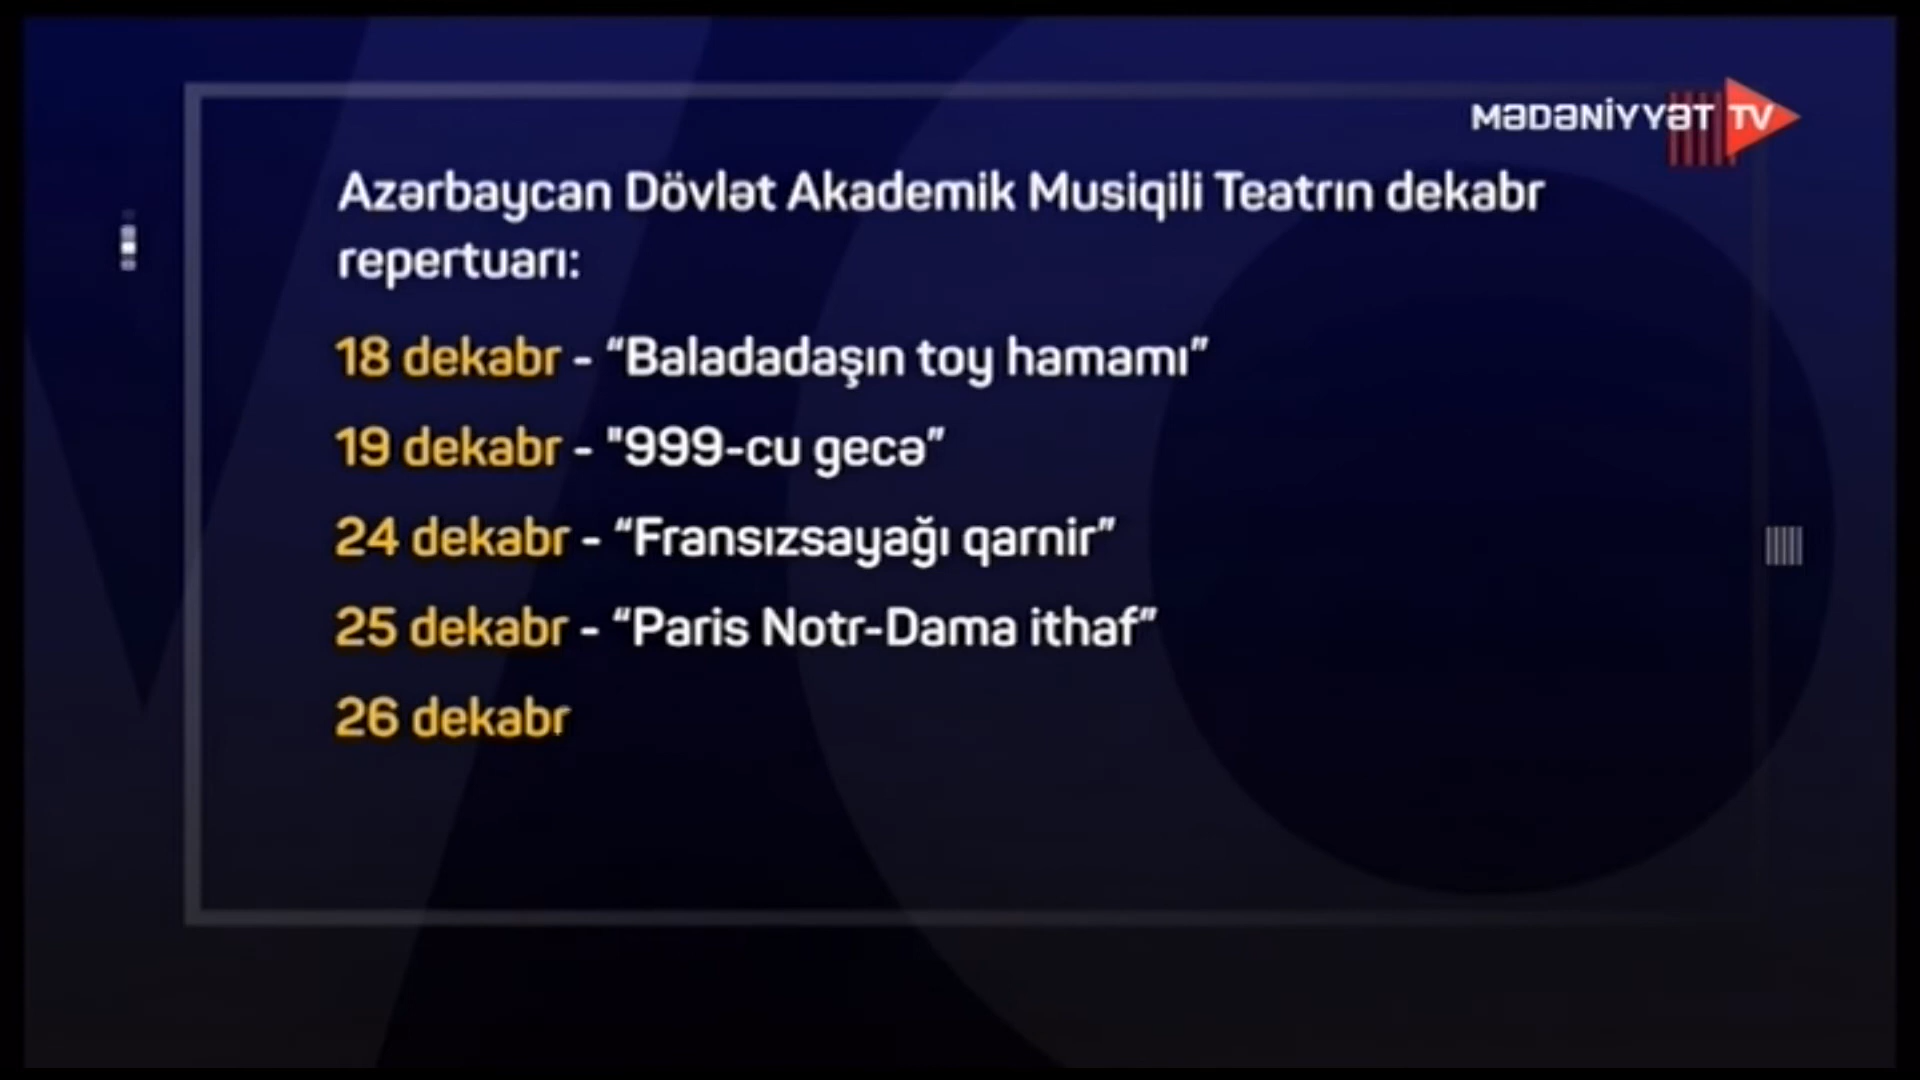 MƏDƏNİYYƏT TV
Azərbaycan Dövlət Akademik Musiqili Teatrın dekabr
repertuarı:
18 dekabr - “Baladadaşın toy hamamı”
19 dekabr - "999-cu gecə”
24 dekabr - “Fransızsayağı qarnir”
25 dekabr - “Paris Notr-Dama ithaf”
26 dekabr